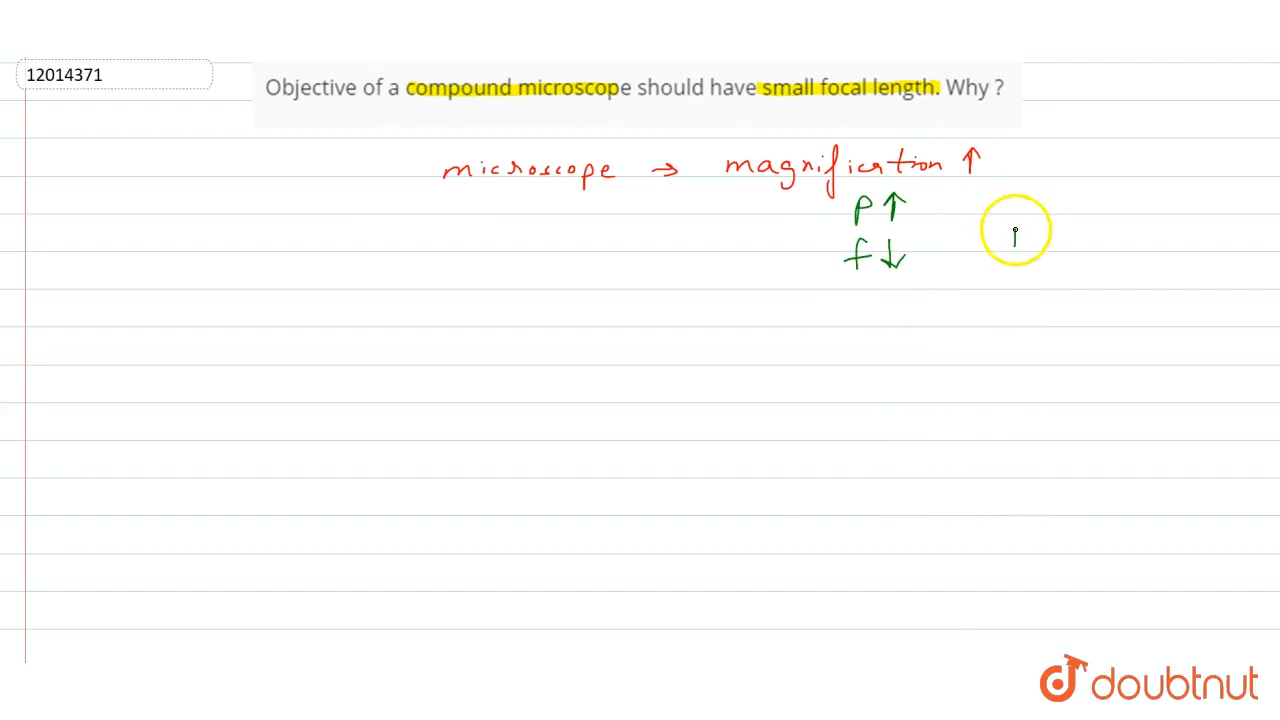 12014371
Objective of a compound microscope should have small focal length. Why ?
microscope → magnification ↑
P ↑
f ↓
doubtnut